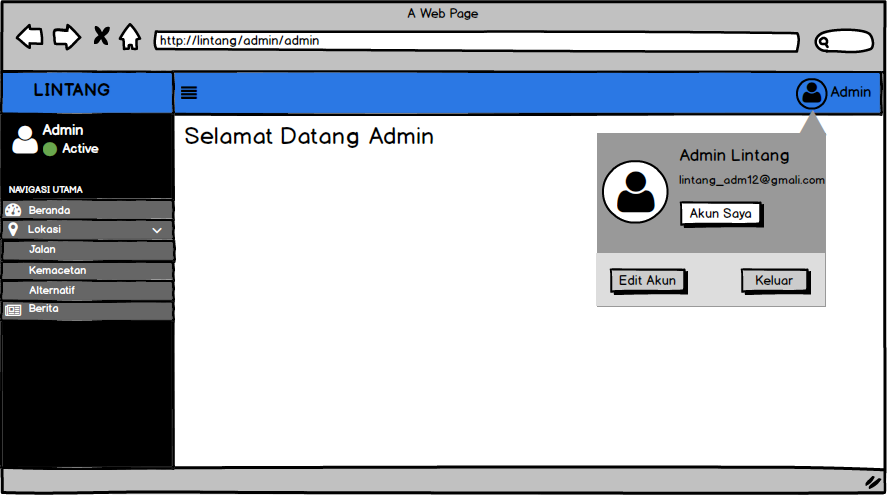 A Web Page
http://lintang/admin/admin
LINTANG
Admin
Admin
Active
NAVIGASI UTAMA
Beranda
Lokasi
Jalan
Kemacetan
Alternatif
Berita
Selamat Datang Admin
Admin Lintang
lintang_adm12@gmali.com
Akun Saya
Edit Akun
Keluar